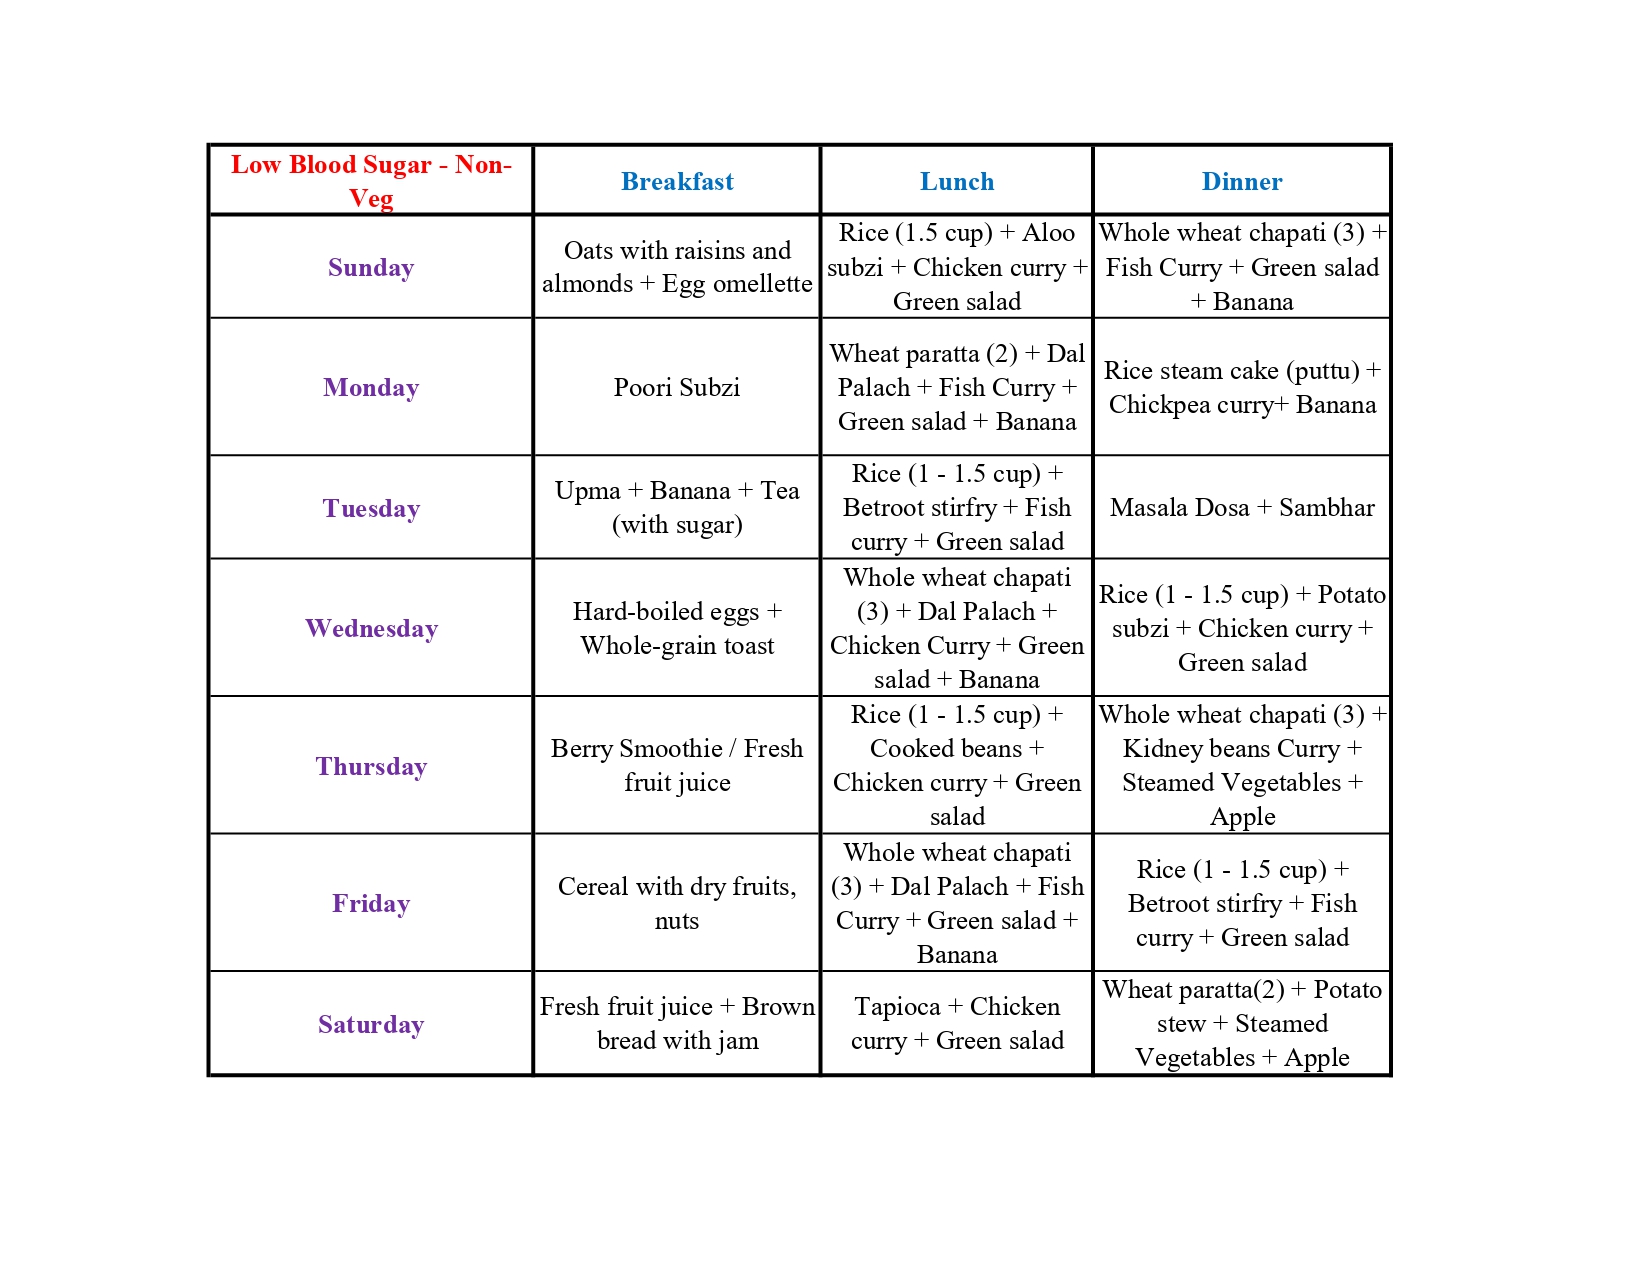 Low Blood Sugar - Non-
Veg
Breakfast
Lunch
Dinner
Sunday
Oats with raisins and
almonds + Egg omellette
Rice (1.5 cup) + Aloo
subzi + Chicken curry +
Green salad
Whole wheat chapati (3) +
Fish Curry + Green salad
+ Banana
Monday
Poori Subzi
Wheat paratta (2) + Dal
Palach + Fish Curry +
Green salad + Banana
Rice steam cake (puttu) +
Chickpea curry+ Banana
Tuesday
Upma + Banana + Tea
(with sugar)
Rice (1 - 1.5 cup) +
Betroot stirfry + Fish
curry + Green salad
Masala Dosa + Sambhar
Wednesday
Hard-boiled eggs +
Whole-grain toast
Whole wheat chapati
(3) + Dal Palach +
Chicken Curry + Green
salad + Banana
Rice (1 - 1.5 cup) + Potato
subzi + Chicken curry +
Green salad
Thursday
Berry Smoothie / Fresh
fruit juice
Rice (1 - 1.5 cup) +
Cooked beans +
Chicken curry + Green
salad
Whole wheat chapati (3) +
Kidney beans Curry +
Steamed Vegetables +
Apple
Friday
Cereal with dry fruits,
nuts
Whole wheat chapati
(3) + Dal Palach + Fish
Curry + Green salad +
Banana
Rice (1 - 1.5 cup) +
Betroot stirfry + Fish
curry + Green salad
Saturday
Fresh fruit juice + Brown
bread with jam
Tapioca + Chicken
curry + Green salad
Wheat paratta(2) + Potato
stew + Steamed
Vegetables + Apple